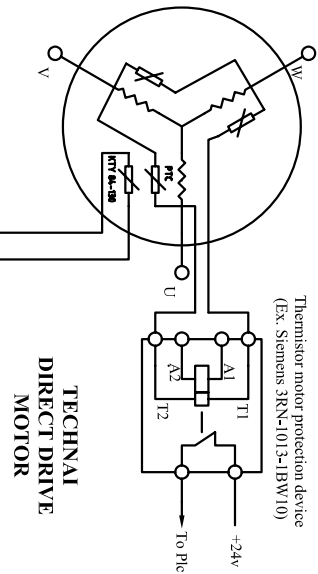 Thermistor motor protection device
(Ex. Siemens 3RN-1013-1BW10)
W
V
U
PTC
KTY 84-130
A1
A2
T1
T2
+24v
To Plc
TECHNAI
DIRECT DRIVE
MOTOR